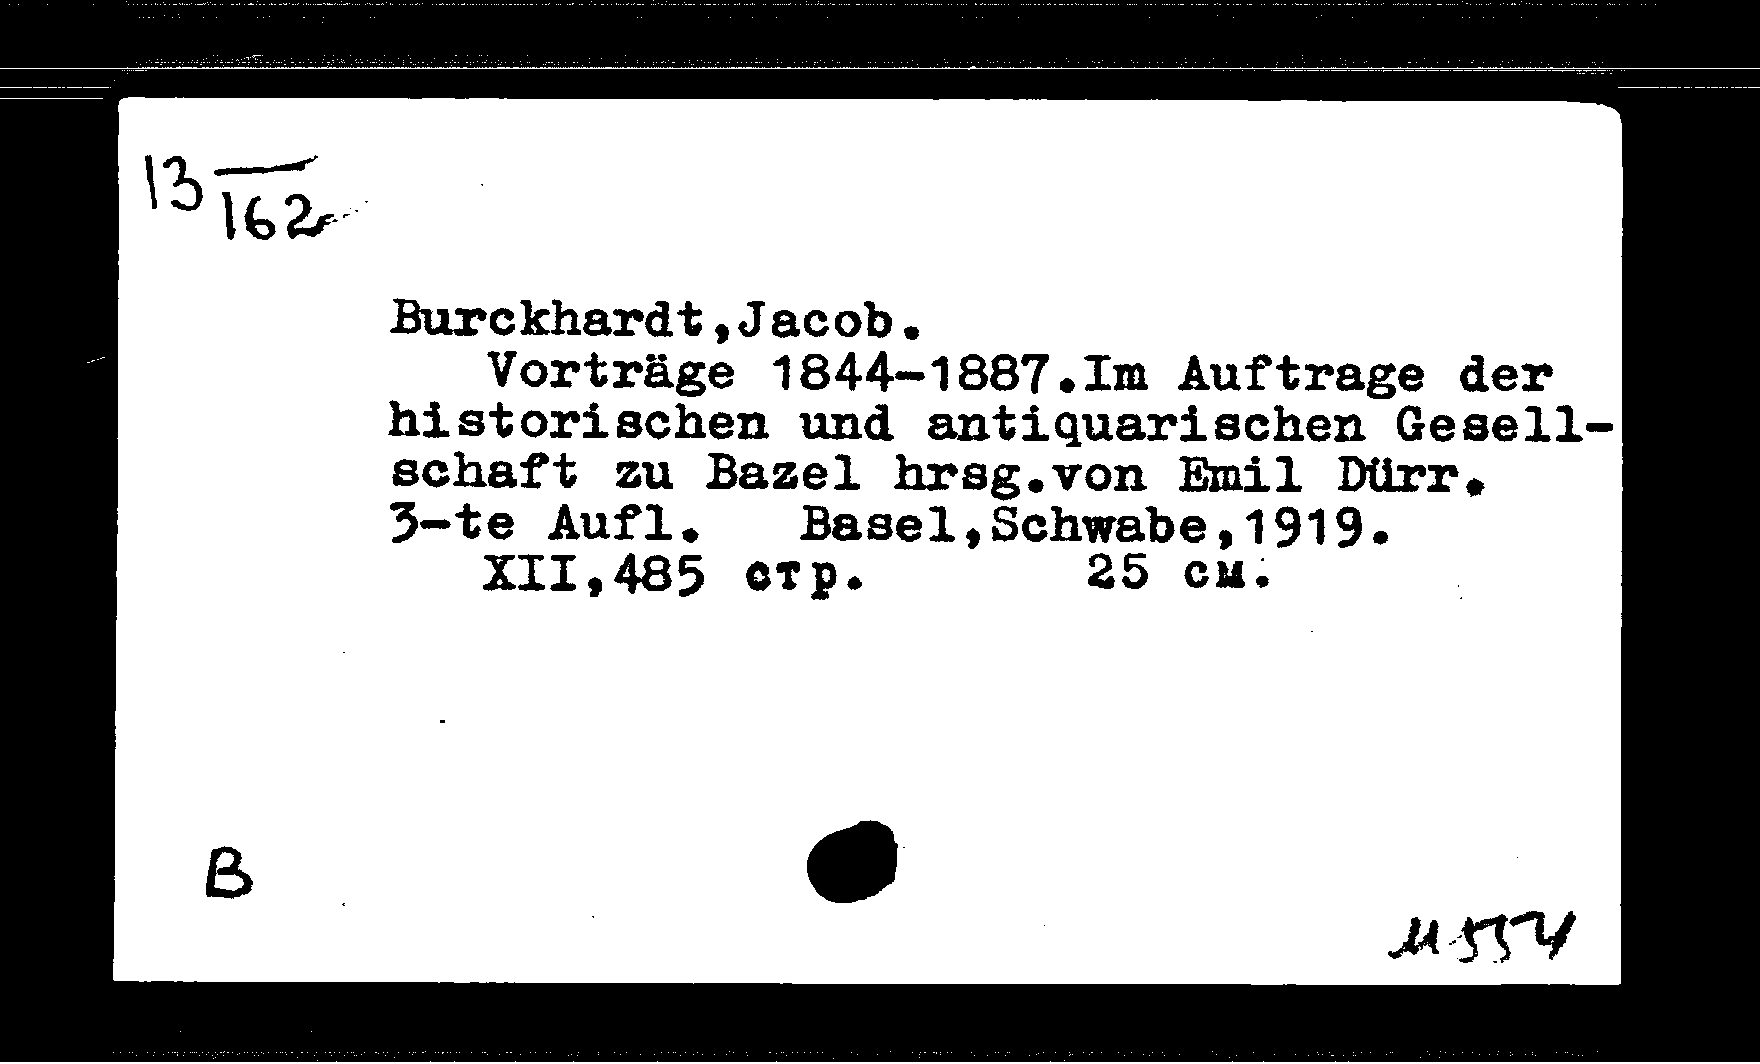 13
162
Burckhardt,Jacob.
Vorträge 1844-1887.Im Auftrage der
historischen und antiquarischen Gesell-
schaft zu Bazel hrsg.von Emil Dürr.
3-te Aufl. Basel,Schwabe,1919.
XII,485 стр. 25 см.
B